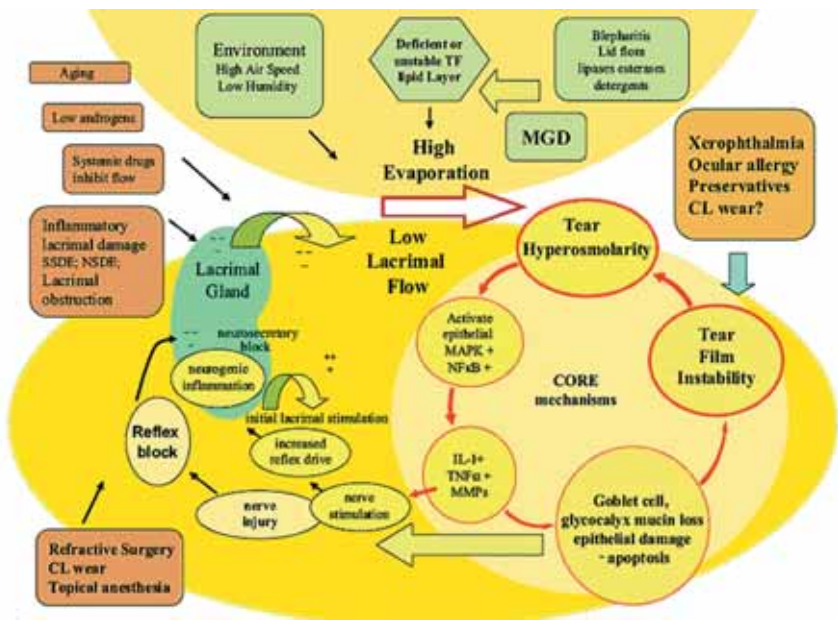 Environment
High Air Speed
Low Humidity
Deficient or
unstable TF
lipid Layer
Blepharitis
Lid flora
lipases esterases
detergents
MGD
High
Evaporation
Aging
Low androgens
Systemic drugs
inhibit flow
Inflammatory
lacrimal damage
SSDE; NSDE;
Lacrimal
obstruction
Xerophthalmia
Ocular allergy
Preservatives
CL wear?
Tear
Hyperosmolarity
Low
Lacrimal
Flow
Lacrimal
Gland
- -
- -
-
- -
neurosecretory
block
neurogenic
inflammation
++
+
initial lacrimal stimulation
increased
reflex drive
Reflex
block
nerve
injury
nerve
stimulation
Activate
epithelial
MAPK +
NFκB +
CORE
mechanisms
Tear
Film
Instability
IL-1+
TNFα +
MMPs
Goblet cell,
glycocalyx mucin loss
epithelial damage
- apoptosis
Refractive Surgery
CL wear
Topical anesthesia